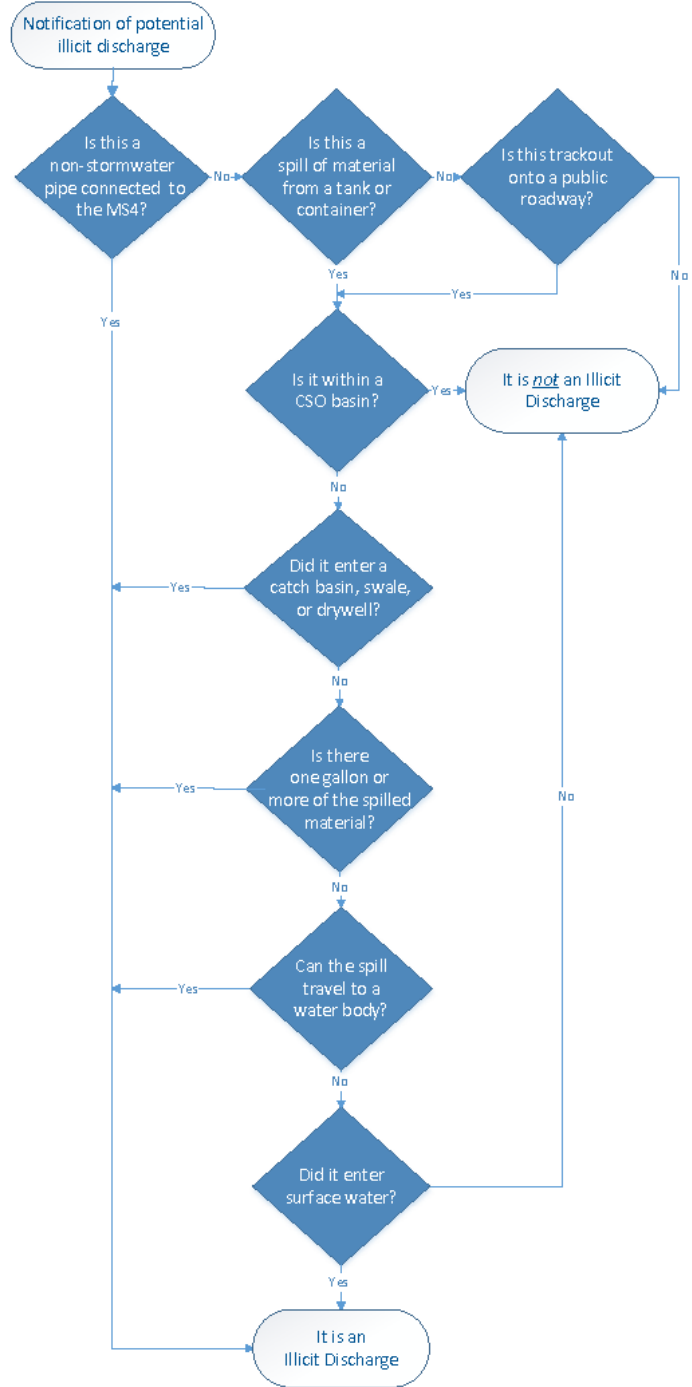 Notification of potential
illicit discharge
Is this a
non-stormwater
pipe connected to
the MS4?
No
Is this a
spill of material
from a tank or
container?
No
Is this trackout
onto a public
roadway?
No
Yes
Yes
Yes
Is it within a
CSO basin?
Yes
It is not an Illicit
Discharge
No
Did it enter a
catch basin, swale,
or drywell?
Yes
No
Is there
one gallon or
more of the spilled
material?
Yes
No
No
Can the spill
travel to a
water body?
Yes
No
Did it enter
surface water?
Yes
It is an
Illicit Discharge